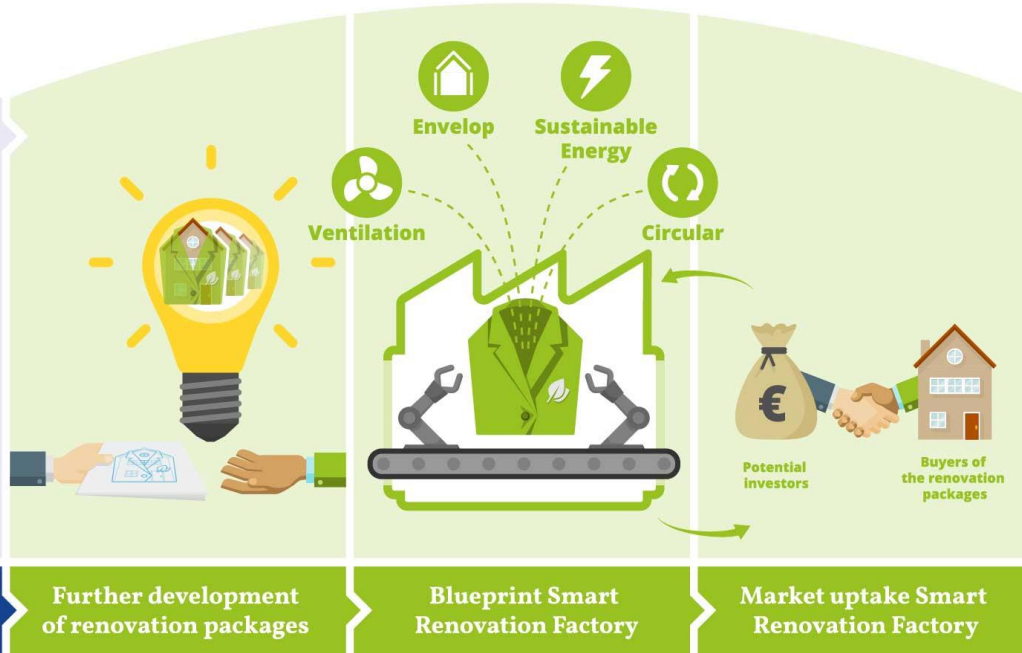 Envelop
Sustainable
Energy
Ventilation
Circular
€
Potential
investors
Buyers of
the renovation
packages
Further development
of renovation packages
Blueprint Smart
Renovation Factory
Market uptake Smart
Renovation Factory